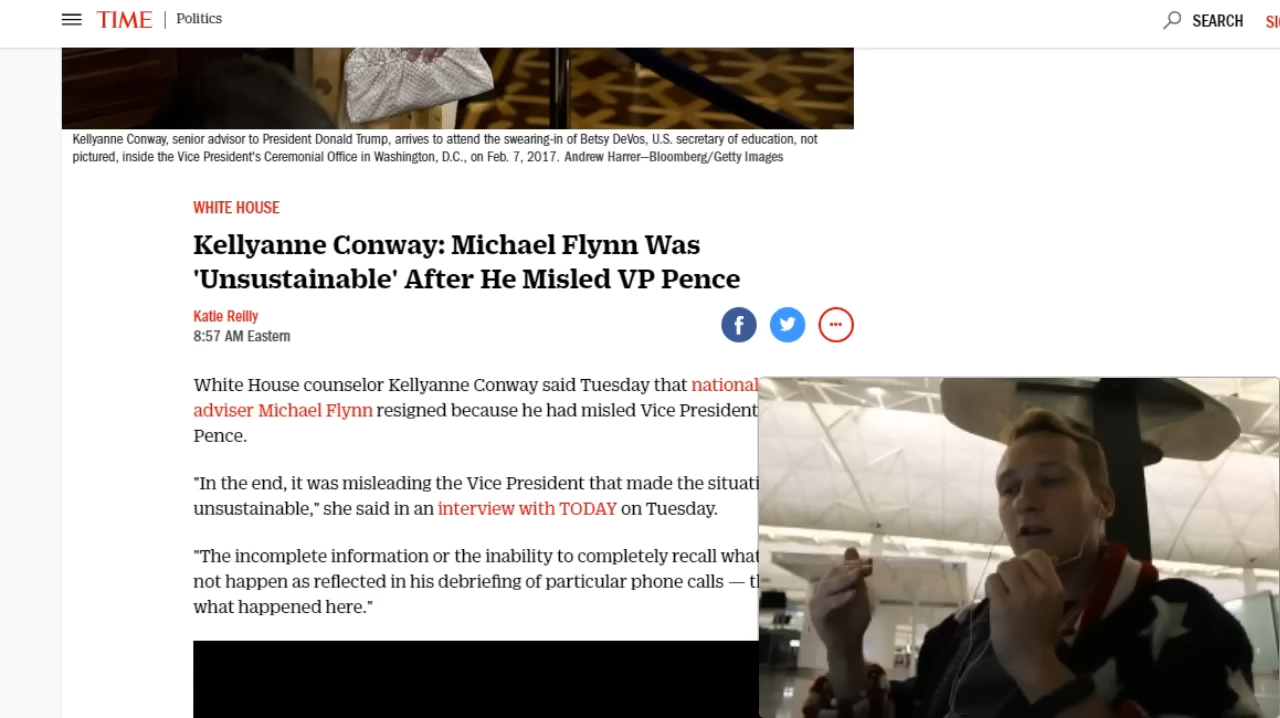 TIME | Politics
SEARCH
Kellyanne Conway, senior advisor to President Donald Trump, arrives to attend the swearing-in of Betsy DeVos, U.S. secretary of education, not
pictured, inside the Vice President's Ceremonial Office in Washington, D.C., on Feb. 7, 2017. Andrew Harrer—Bloomberg/Getty Images
WHITE HOUSE
Kellyanne Conway: Michael Flynn Was
'Unsustainable' After He Misled VP Pence
Katie Reilly
8:57 AM Eastern
White House counselor Kellyanne Conway said Tuesday that national
adviser Michael Flynn resigned because he had misled Vice President
Pence.
"In the end, it was misleading the Vice President that made the situati
unsustainable," she said in an interview with TODAY on Tuesday.
"The incomplete information or the inability to completely recall what
not happen as reflected in his debriefing of particular phone calls —
what happened here."